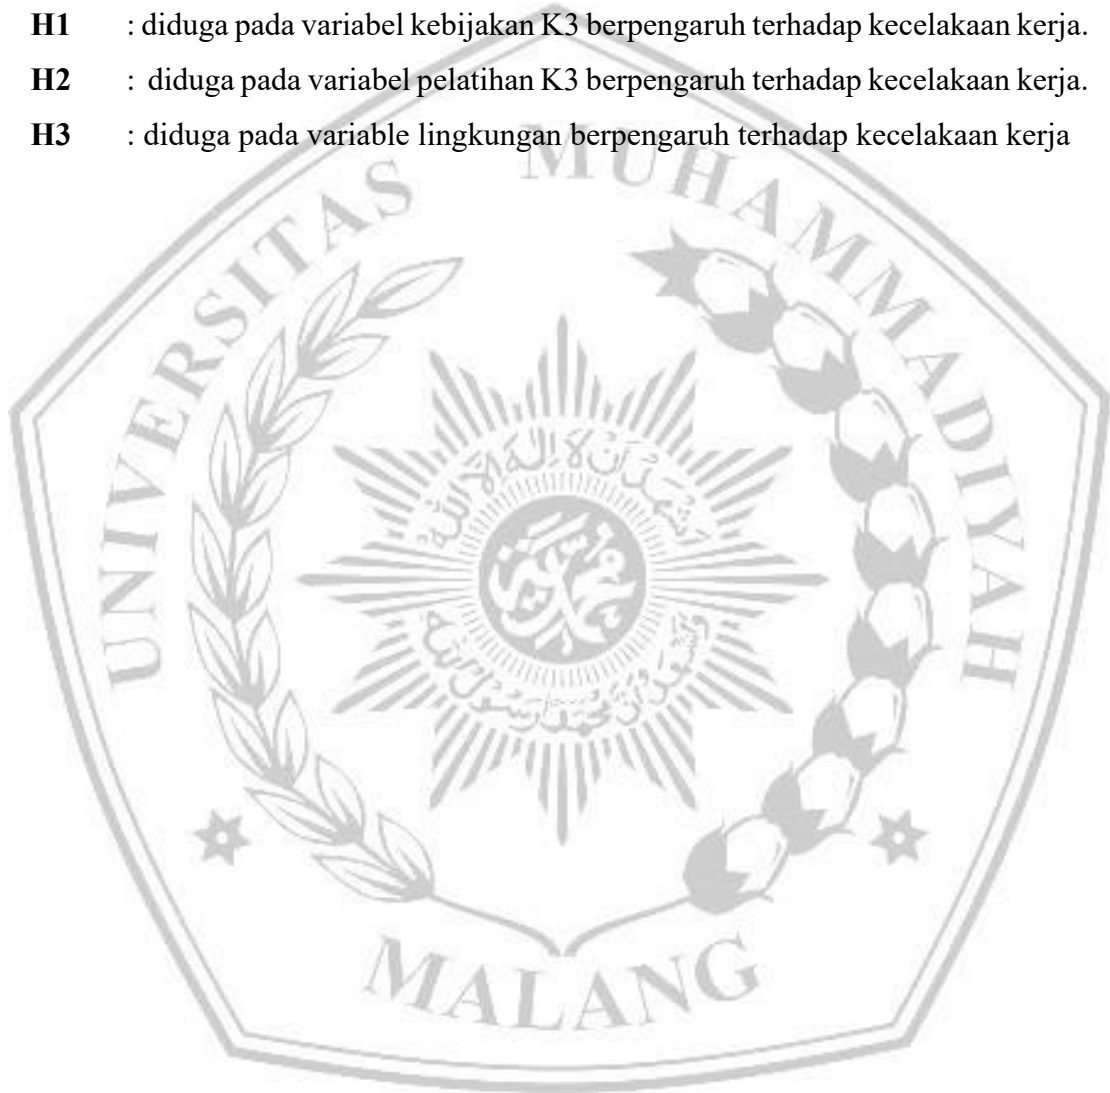 H1 : diduga pada variabel kebijakan K3 berpengaruh terhadap kecelakaan kerja.
H2 : diduga pada variabel pelatihan K3 berpengaruh terhadap kecelakaan kerja.
H3 : diduga pada variable lingkungan berpengaruh terhadap kecelakaan kerja
UNIVERSITAS MUHAMMADIYAH
MALANG